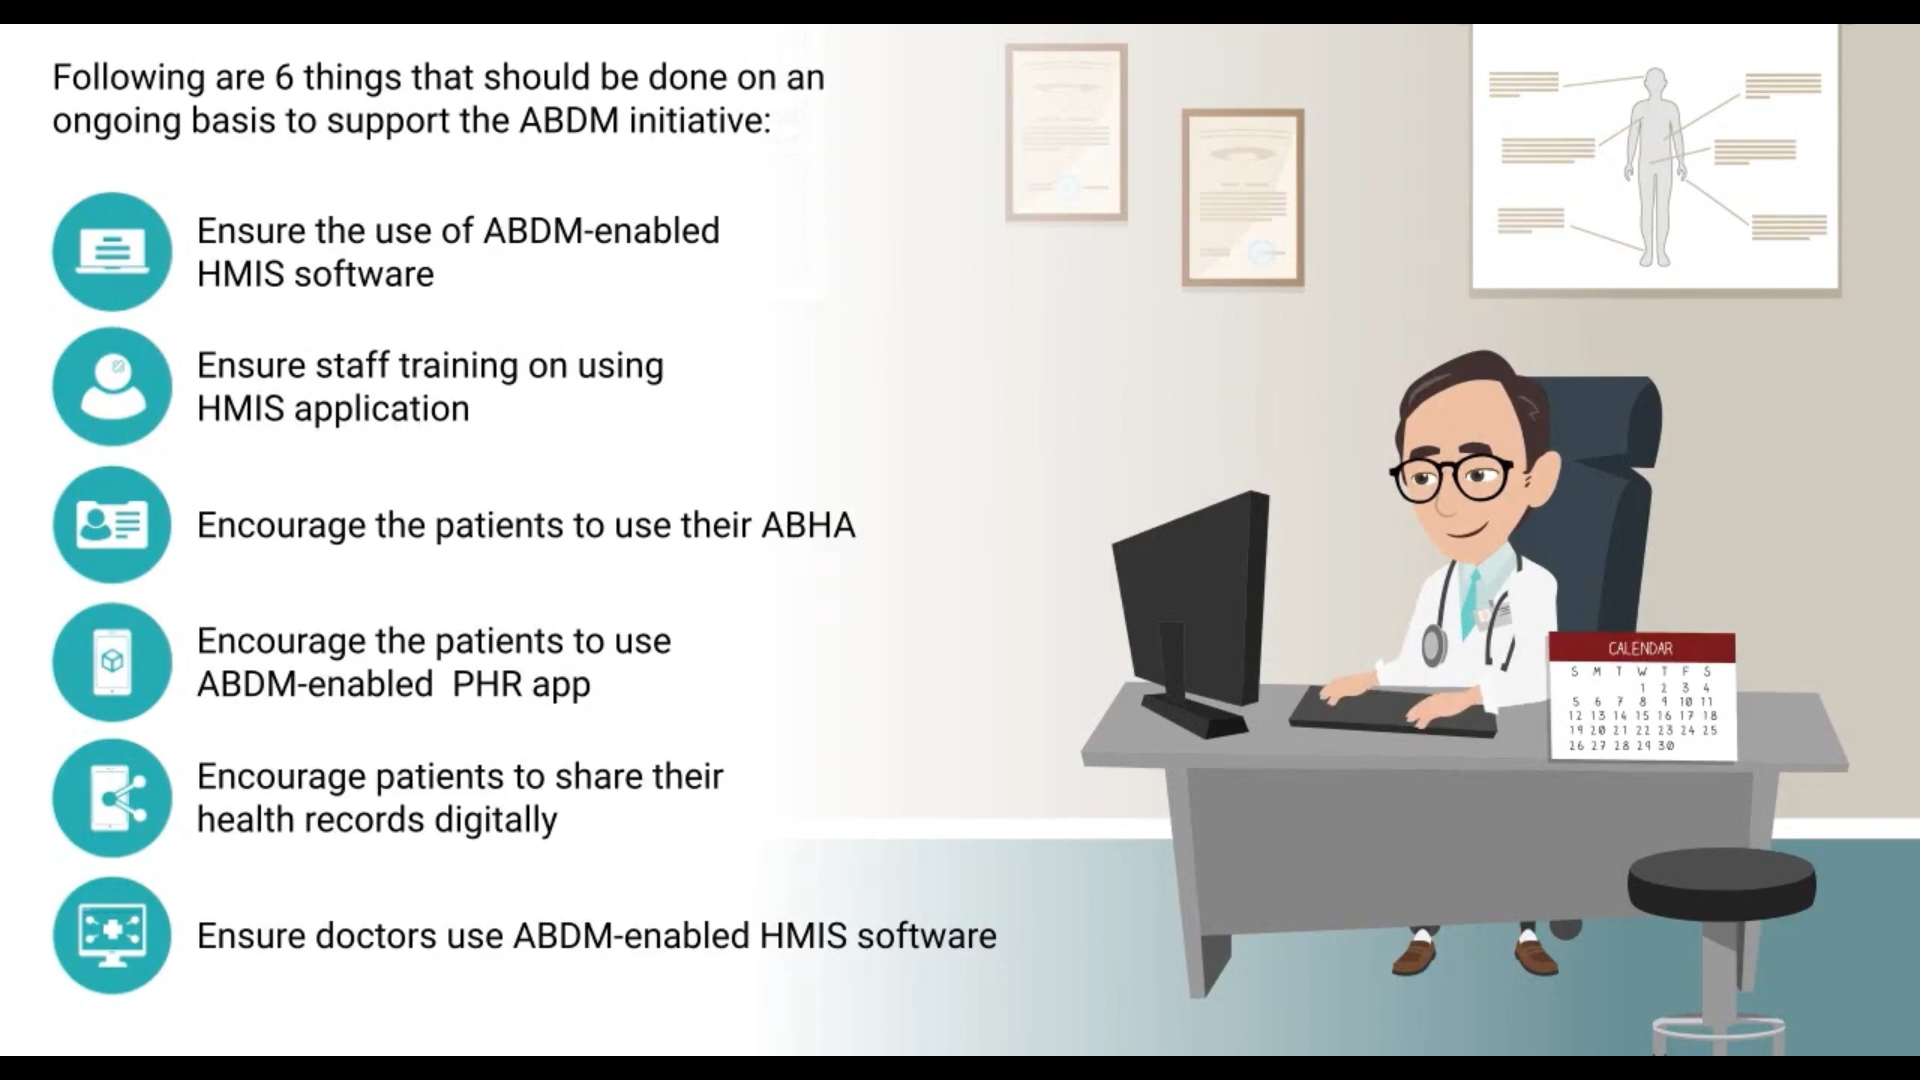 Following are 6 things that should be done on an
ongoing basis to support the ABDM initiative:
Ensure the use of ABDM-enabled
HMIS software
Ensure staff training on using
HMIS application
Encourage the patients to use their ABHA
Encourage the patients to use
ABDM-enabled PHR app
Encourage patients to share their
health records digitally
Ensure doctors use ABDM-enabled HMIS software
CALENDAR
S M T W T F S
1 2 3 4
5 6 7 8 9 10 11
12 13 14 15 16 17 18
19 20 21 22 23 24 25
26 27 28 29 30